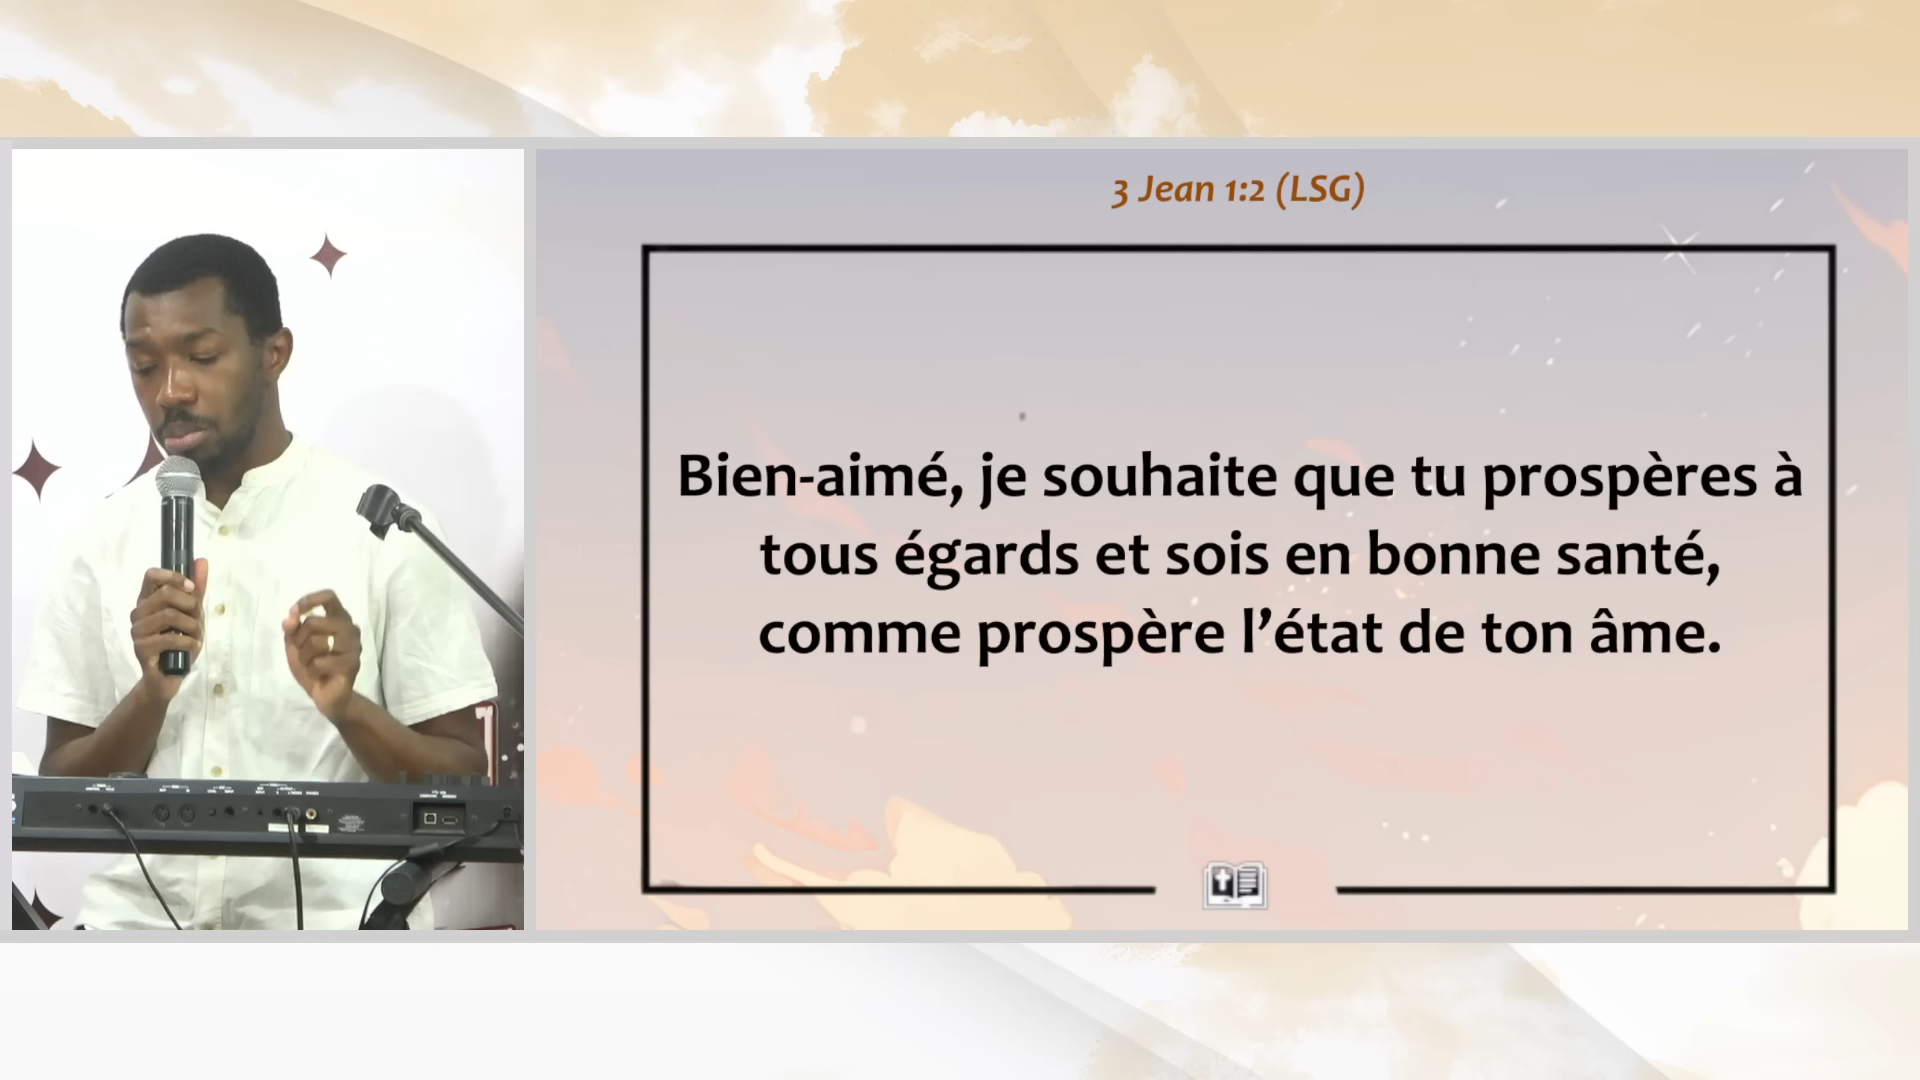 3 Jean 1:2 (LSG)
Bien-aimé, je souhaite que tu prospères à
tous égards et sois en bonne santé,
comme prospère l’état de ton âme.